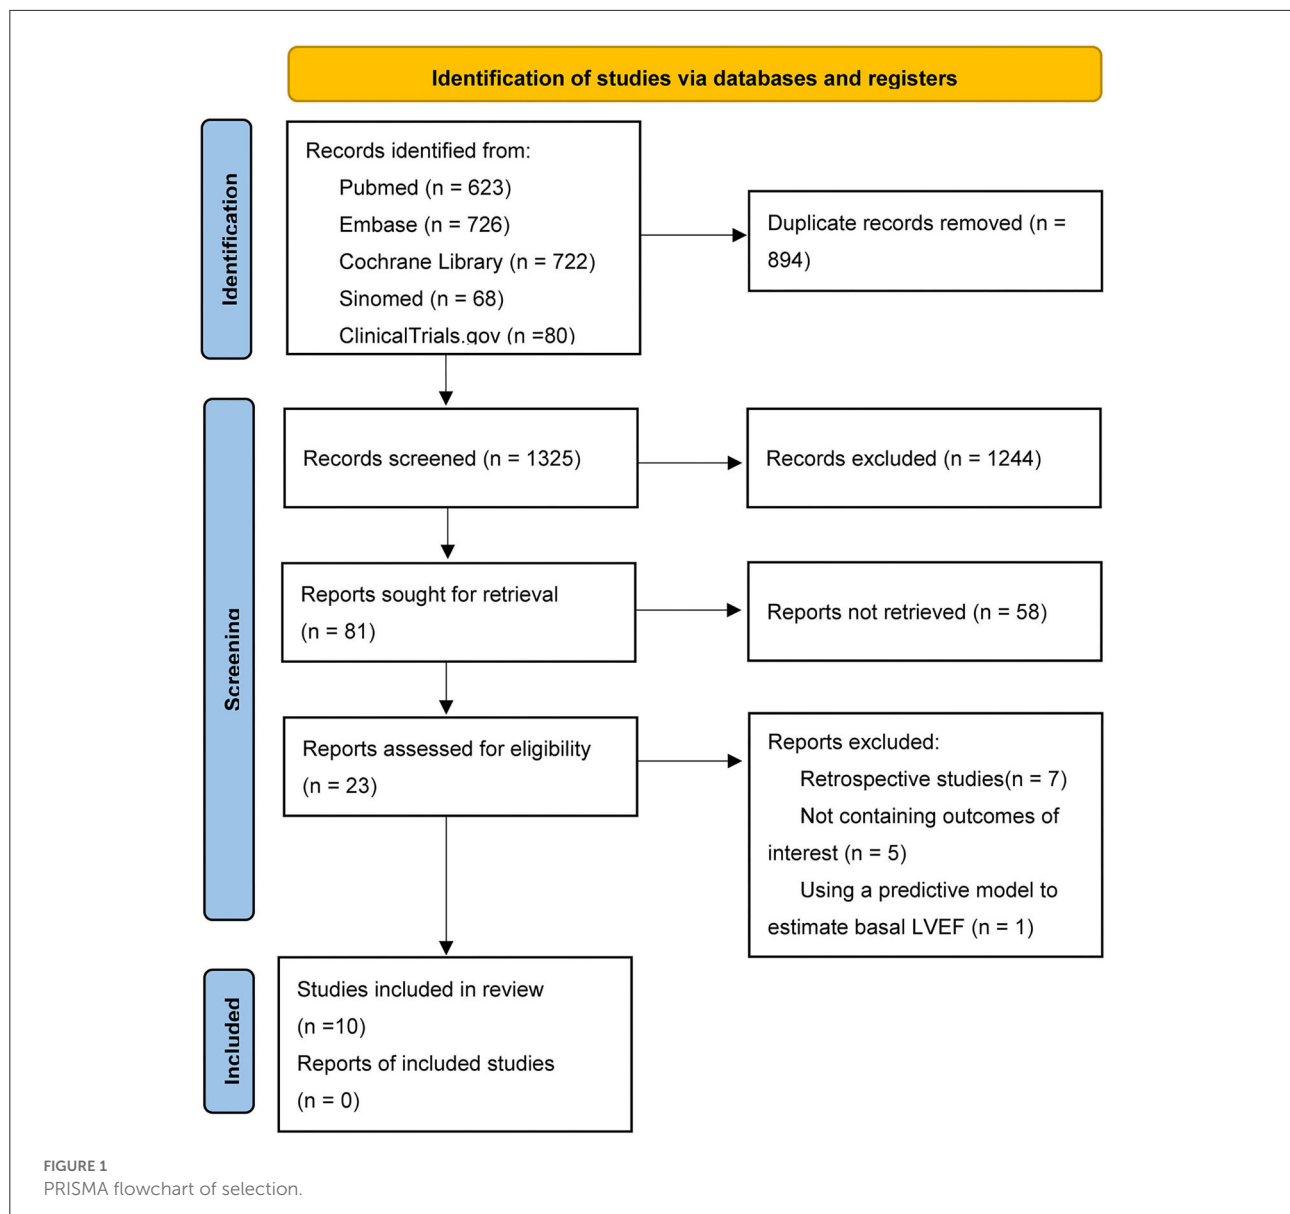 Identification of studies via databases and registers
Identification
Records identified from:
Pubmed (n = 623)
Embase (n = 726)
Cochrane Library (n = 722)
Sinomed (n = 68)
ClinicalTrials.gov (n =80)
Duplicate records removed (n =
894)
Screening
Records screened (n = 1325)
Records excluded (n = 1244)
Reports sought for retrieval
(n = 81)
Reports not retrieved (n = 58)
Reports assessed for eligibility
(n = 23)
Reports excluded:
Retrospective studies(n = 7)
Not containing outcomes of
interest (n = 5)
Using a predictive model to
estimate basal LVEF (n = 1)
Included
Studies included in review
(n =10)
Reports of included studies
(n = 0)
FIGURE 1
PRISMA flowchart of selection.